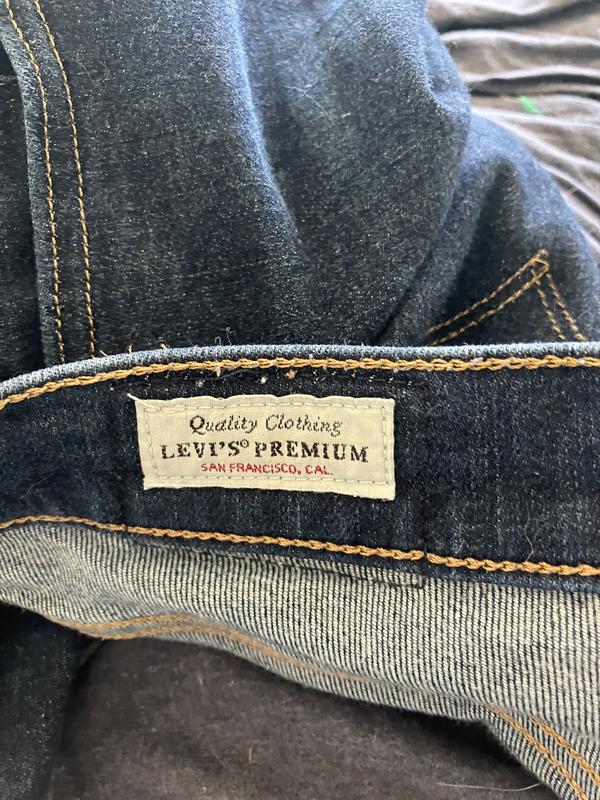 Quality Clothing
LEVI'S® PREMIUM
SAN FRANCISCO, CAL.